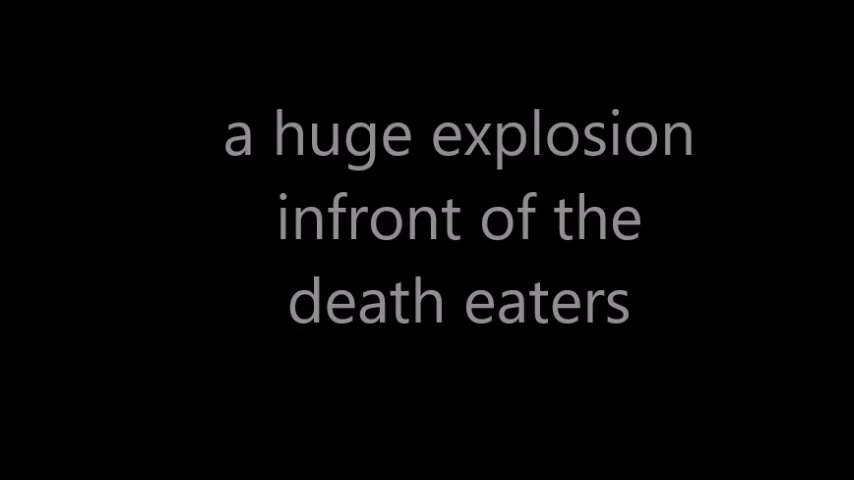 a huge explosion
infront of the
death eaters